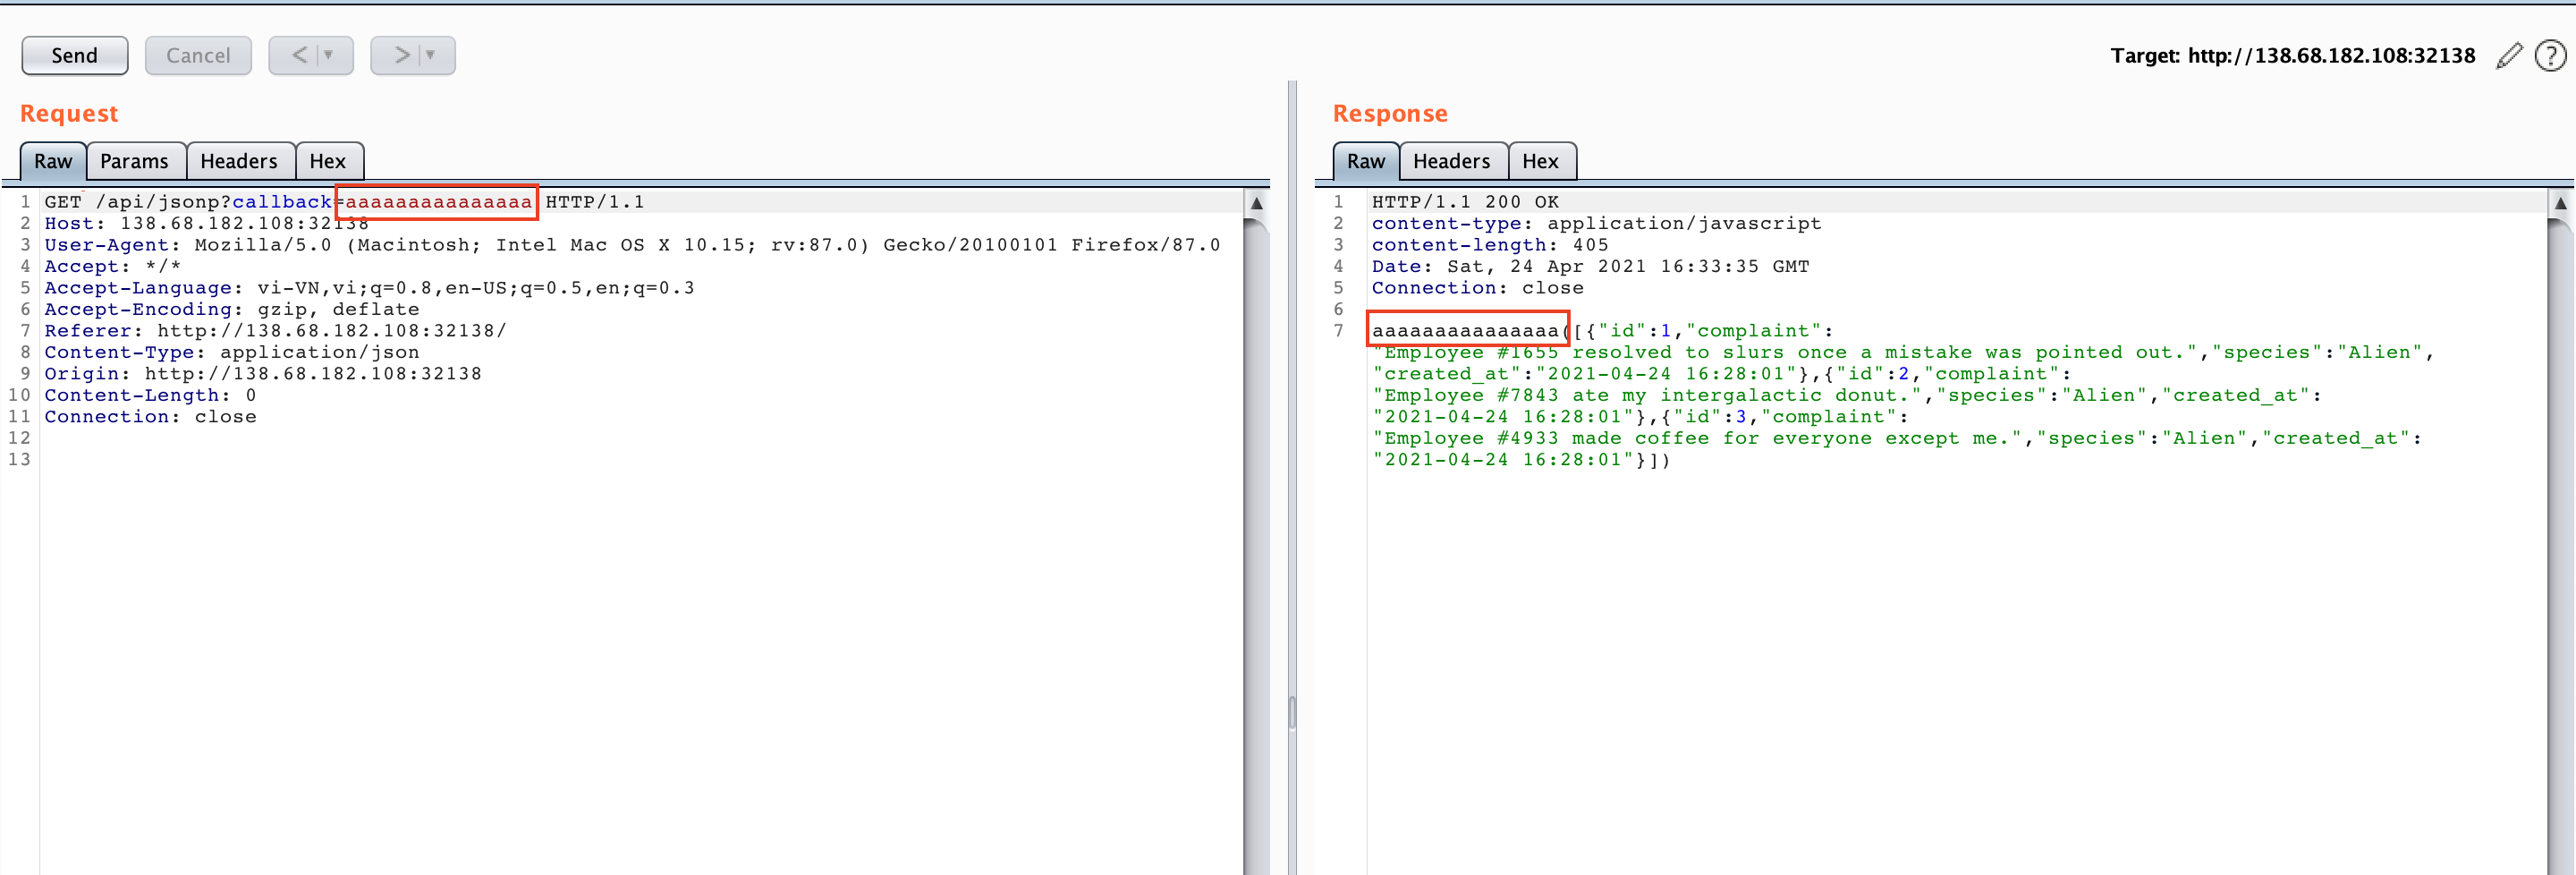 Send Cancel < > Target: http://138.68.182.108:32138 ?
Request
Raw Params Headers Hex
1 GET /api/jsonp?callback=aaaaaaaaaaaaaaa HTTP/1.1
2 Host: 138.68.182.108:32138
3 User-Agent: Mozilla/5.0 (Macintosh; Intel Mac OS X 10.15; rv:87.0) Gecko/20100101 Firefox/87.0
4 Accept: */*
5 Accept-Language: vi-VN,vi;q=0.8,en-US;q=0.5,en;q=0.3
6 Accept-Encoding: gzip, deflate
7 Referer: http://138.68.182.108:32138/
8 Content-Type: application/json
9 Origin: http://138.68.182.108:32138
10 Content-Length: 0
11 Connection: close
12
13
Response
Raw Headers Hex
1 HTTP/1.1 200 OK
2 content-type: application/javascript
3 content-length: 405
4 Date: Sat, 24 Apr 2021 16:33:35 GMT
5 Connection: close
6
7 aaaaaaaaaaaaaaa([{"id":1,"complaint":
"Employee #1655 resolved to slurs once a mistake was pointed out.","species":"Alien",
"created_at":"2021-04-24 16:28:01"},{"id":2,"complaint":
"Employee #7843 ate my intergalactic donut.","species":"Alien","created_at":
"2021-04-24 16:28:01"},{"id":3,"complaint":
"Employee #4933 made coffee for everyone except me.","species":"Alien","created_at":
"2021-04-24 16:28:01"}])